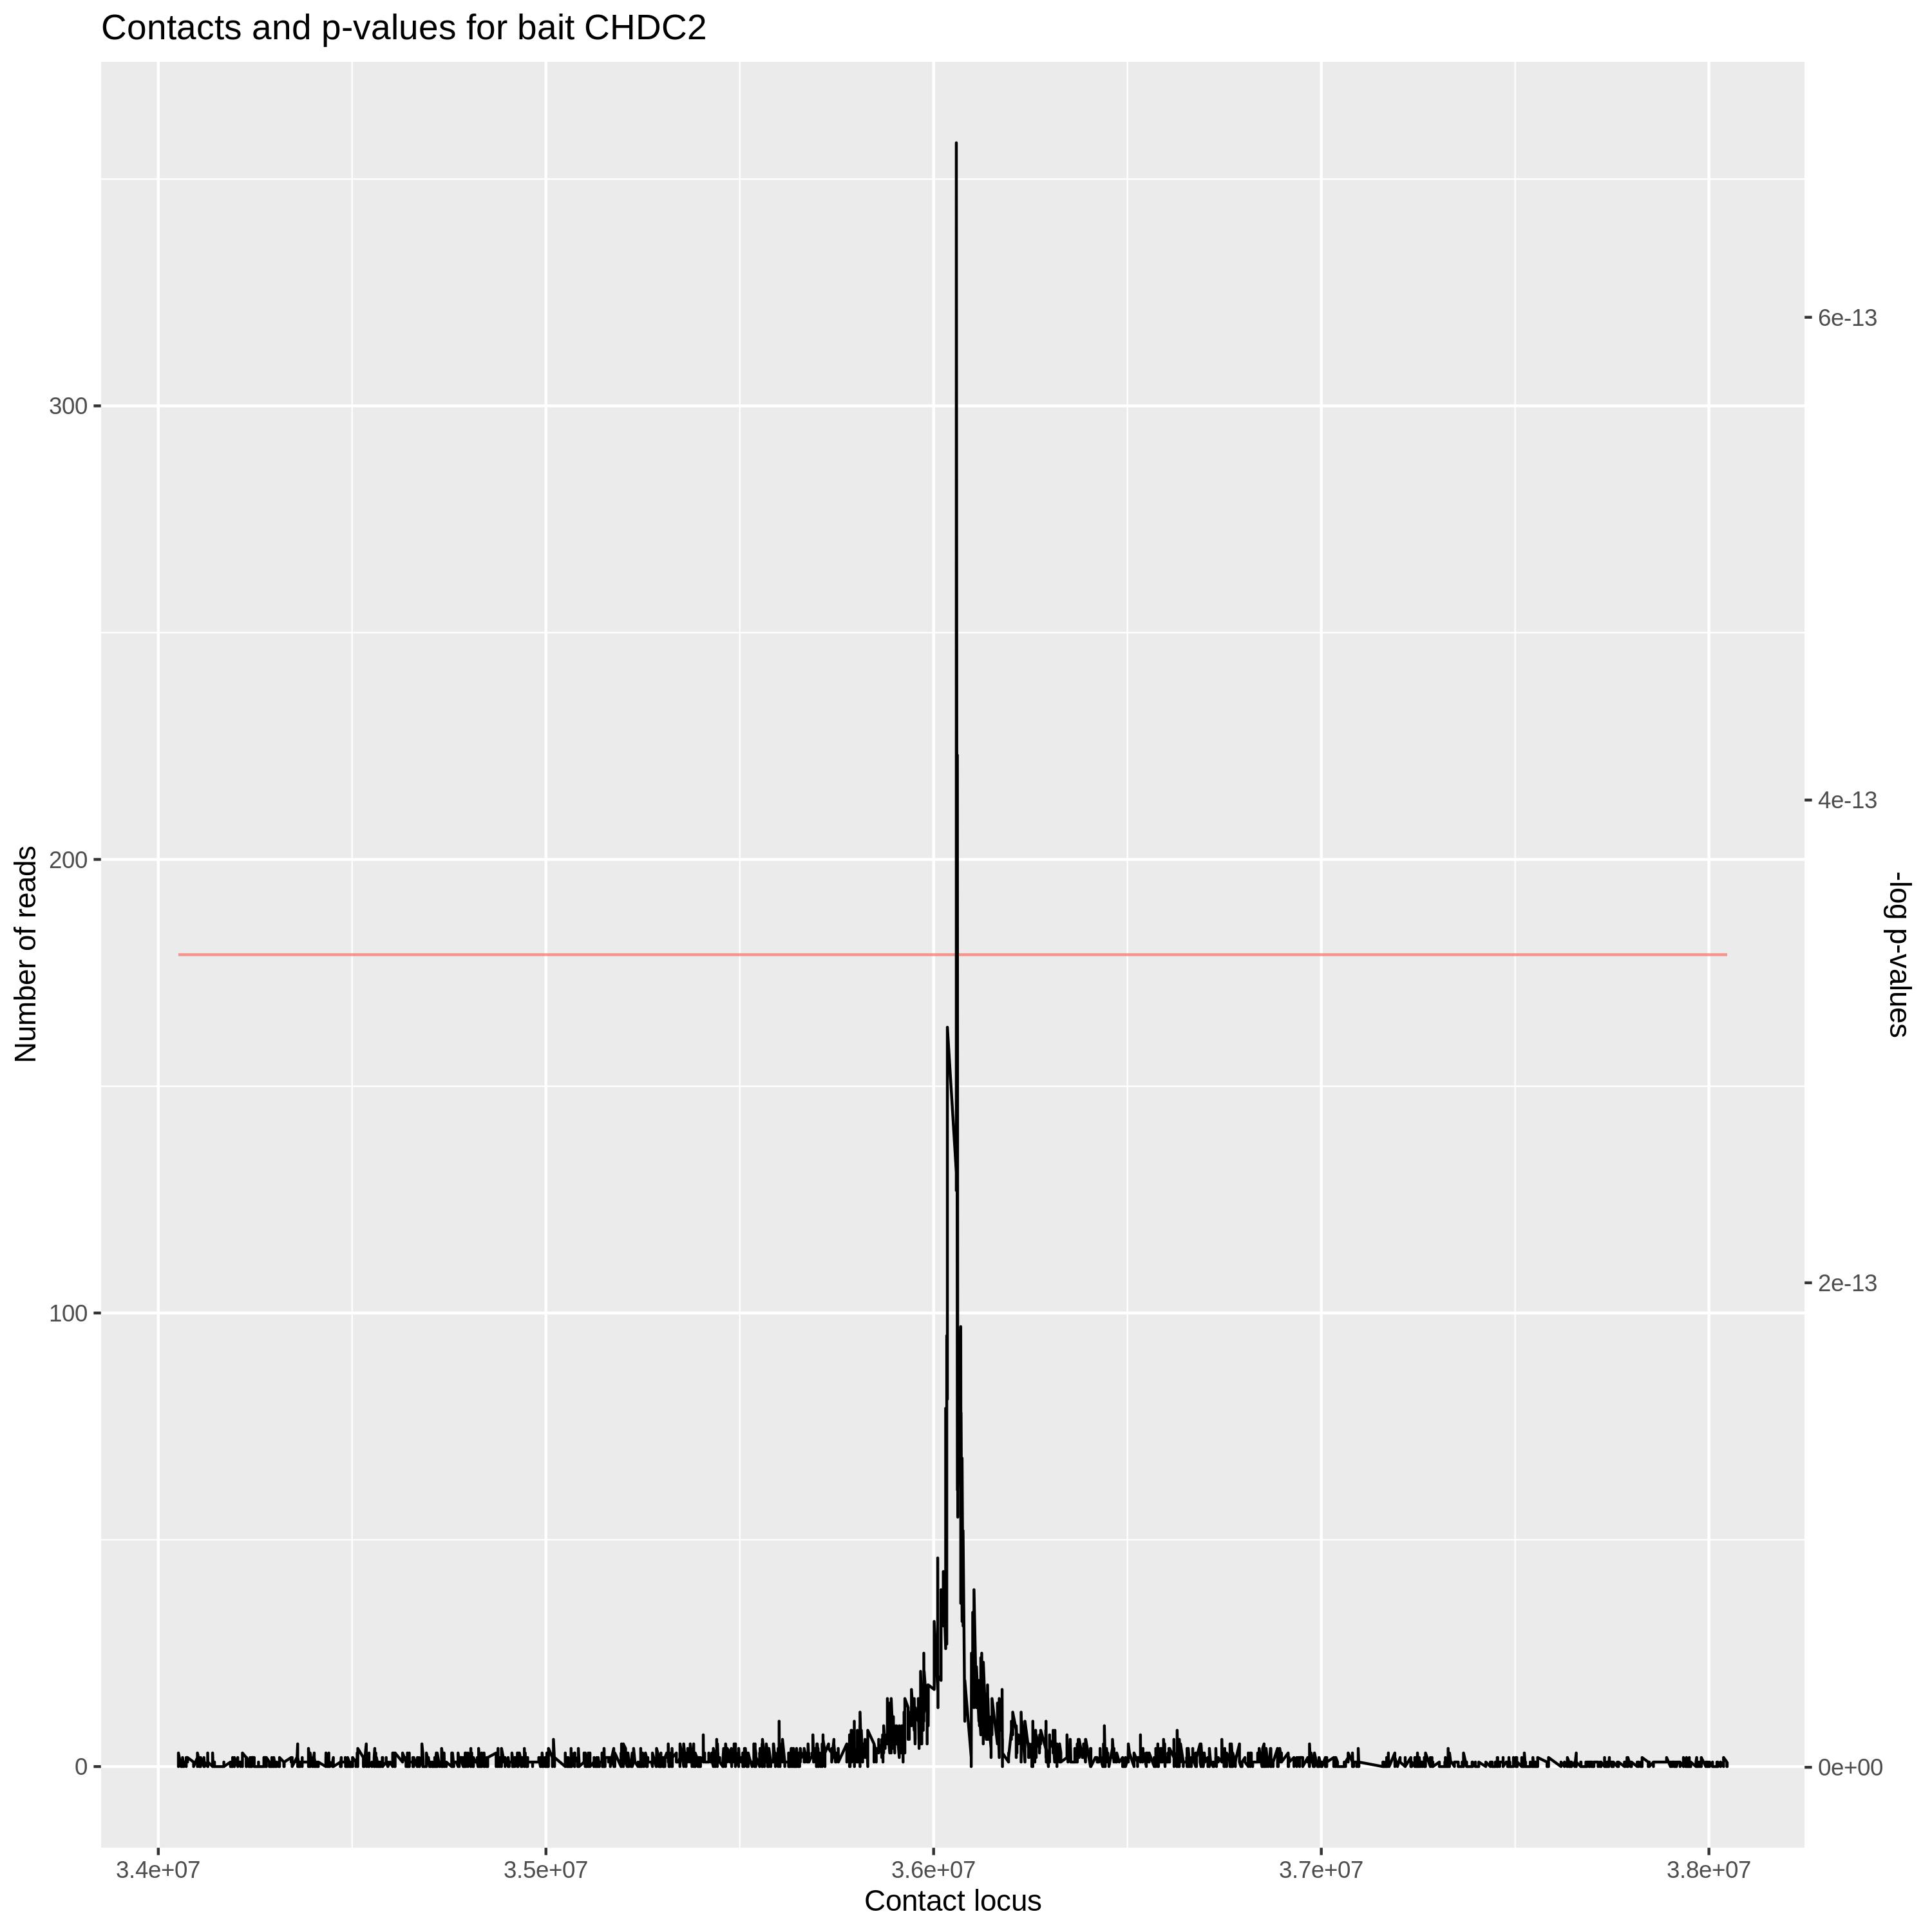 Contacts and p-values for bait CHDC2
Number of reads
300
200
100
0
6e-13
4e-13
2e-13
0e+00
-log p-values
3.4e+07
3.5e+07
3.6e+07
3.7e+07
3.8e+07
Contact locus